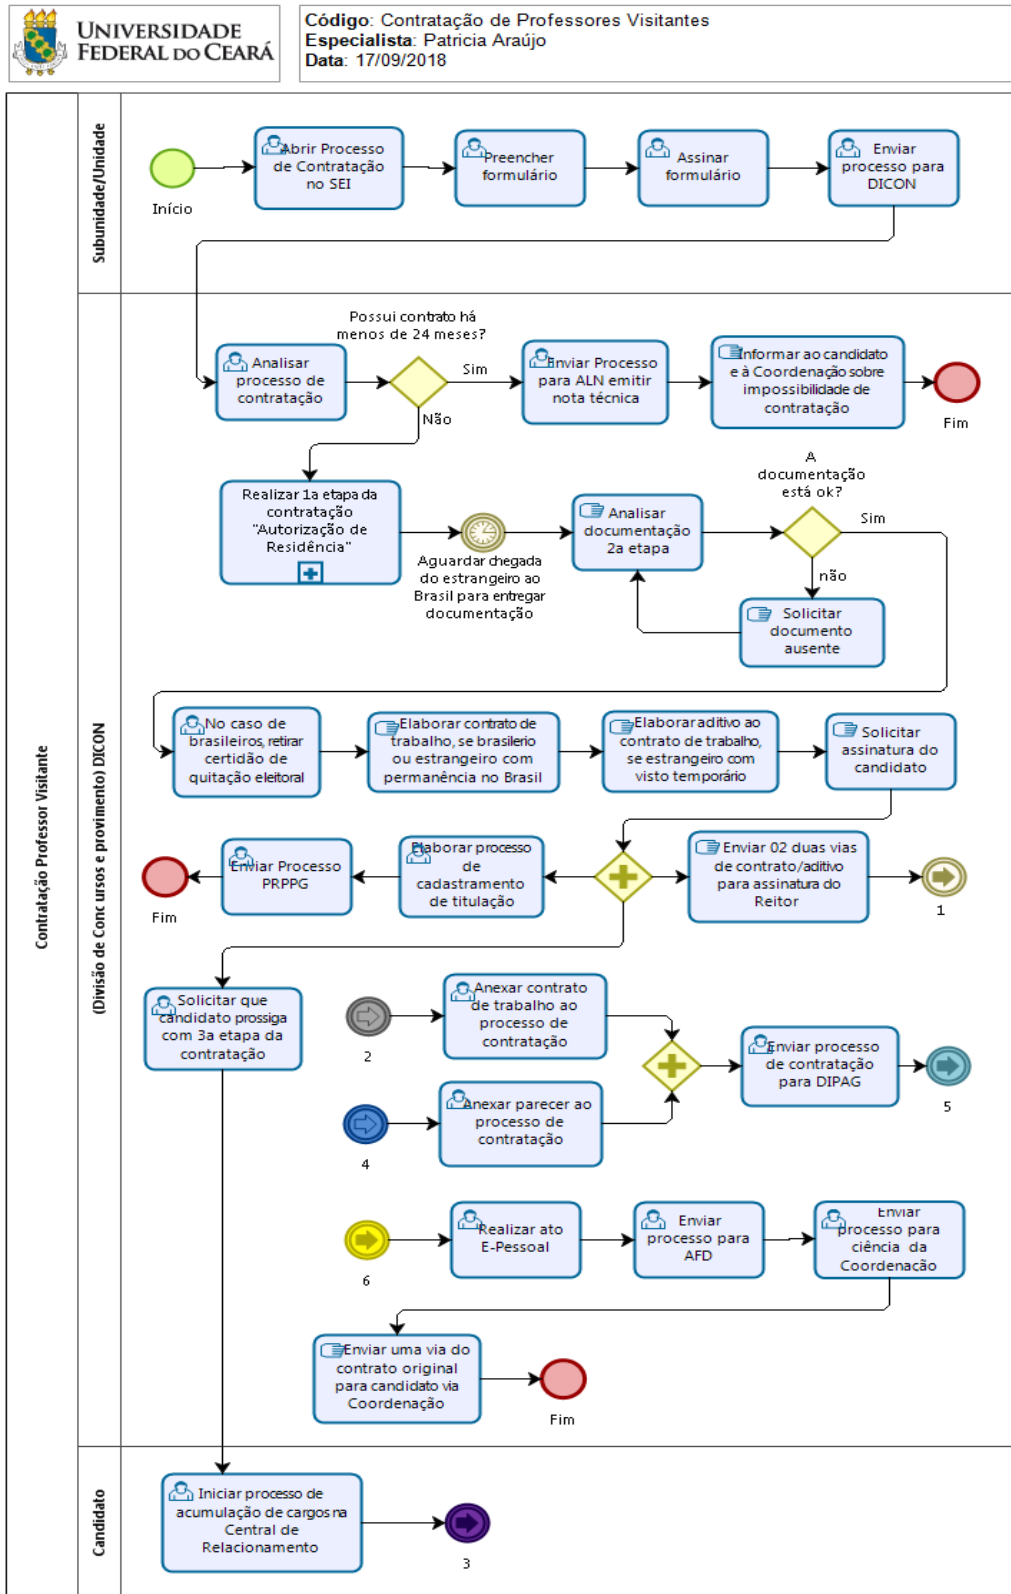 UNIVERSIDADE
FEDERAL DO CEARÁ
Código: Contratação de Professores Visitantes
Especialista: Patricia Araújo
Data: 17/09/2018
Contratação Professor Visitante
Subunidade/Unidade
Início
Abrir Processo
de Contratação
no SEI
Preencher
formulário
Assinar
formulário
Enviar
processo para
DICON
(Divisão de Conc ursos e provimento) DICON
Analisar
processo de
contratação
Possui contrato há
menos de 24 meses?
Sim
Não
Enviar Processo
para ALN emitir
nota técnica
Informar ao candidato
e à Coordenação sobre
impossibilidade de
contratação
Fim
Realizar 1a etapa da
contratação
"Autorização de
Residência"
Aguardar chegada
do estrangeiro ao
Brasil para entregar
documentação
Analisar
documentação
2a etapa
A
documentação
está ok?
Sim
não
Solicitar
documento
ausente
No caso de
brasileiros, retirar
certidão de
quitação eleitoral
Elaborar contrato de
trabalho, se brasilerio
ou estrangeiro com
permanência no Brasil
Elaborar aditivo ao
contrato de trabalho,
se estrangeiro com
visto temporário
Solicitar
assinatura do
candidato
Fim
Enviar Processo
PRPPG
Elaborar processo
de
cadastramento
de titulação
Enviar 02 duas vias
de contrato/aditivo
para assinatura do
Reitor
1
Solicitar que
candidato prossiga
com 3a etapa da
contratação
2
Anexar contrato
de trabalho ao
processo de
contratação
4
Anexar parecer ao
processo de
contratação
Enviar processo
de contratação
para DIPAG
5
6
Realizar ato
E-Pessoal
Enviar
processo para
AFD
Enviar
processo para
ciência da
Coordenação
Enviar uma via do
contrato original
para candidato via
Coordenação
Fim
Candidato
Iniciar processo de
acumulação de cargos na
Central de
Relacionamento
3